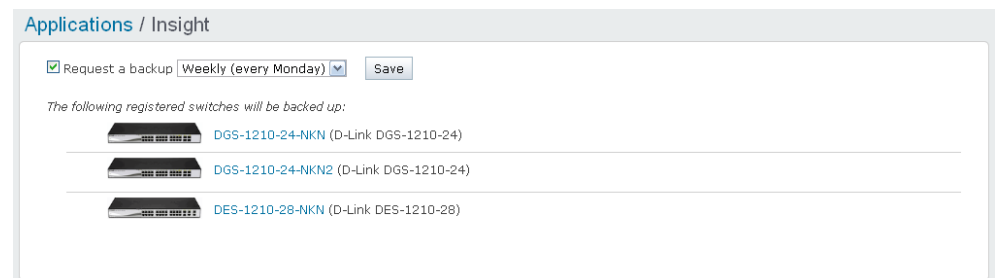 Applications / Insight
Request a backup Weekly (every Monday) Save
The following registered switches will be backed up:
DGS-1210-24-NKN (D-Link DGS-1210-24)
DGS-1210-24-NKN2 (D-Link DGS-1210-24)
DES-1210-28-NKN (D-Link DES-1210-28)